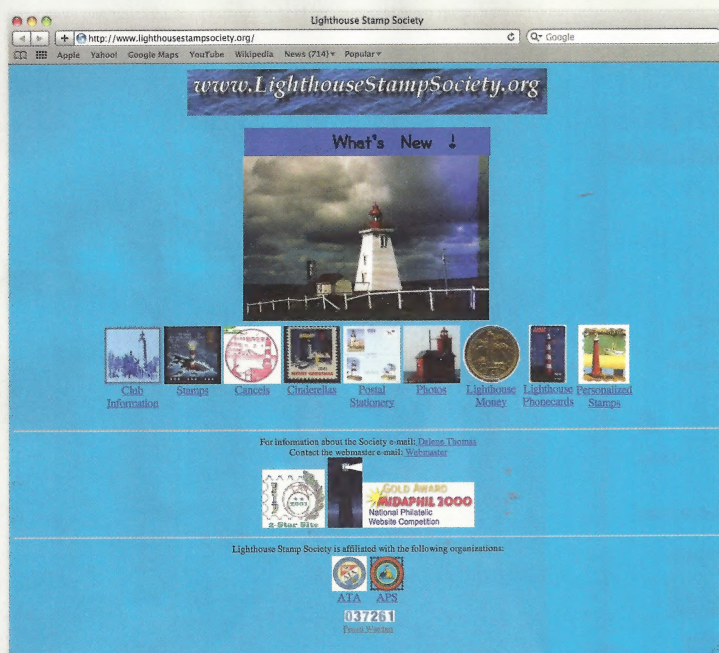 Lighthouse Stamp Society
http://www.lighthousestampsociety.org/
Google
Apple Yahoo! Google Maps YouTube Wikipedia News (714) Popular
www.LighthouseStampSociety.org
What's New !
Club Information
Stamps
Cancels
Cinderellas
Postal Stationery
Photos
Lighthouse Money
Lighthouse Phonecards
Personalized Stamps
For information about the Society e-mail: Dalene Thomas
Contact the webmaster e-mail: Webmaster
2-Star Site
GOLD AWARD
MIDAPHIL 2000
National Philatelic
Website Competition
Lighthouse Stamp Society is affiliated with the following organizations:
ATA APS
037261